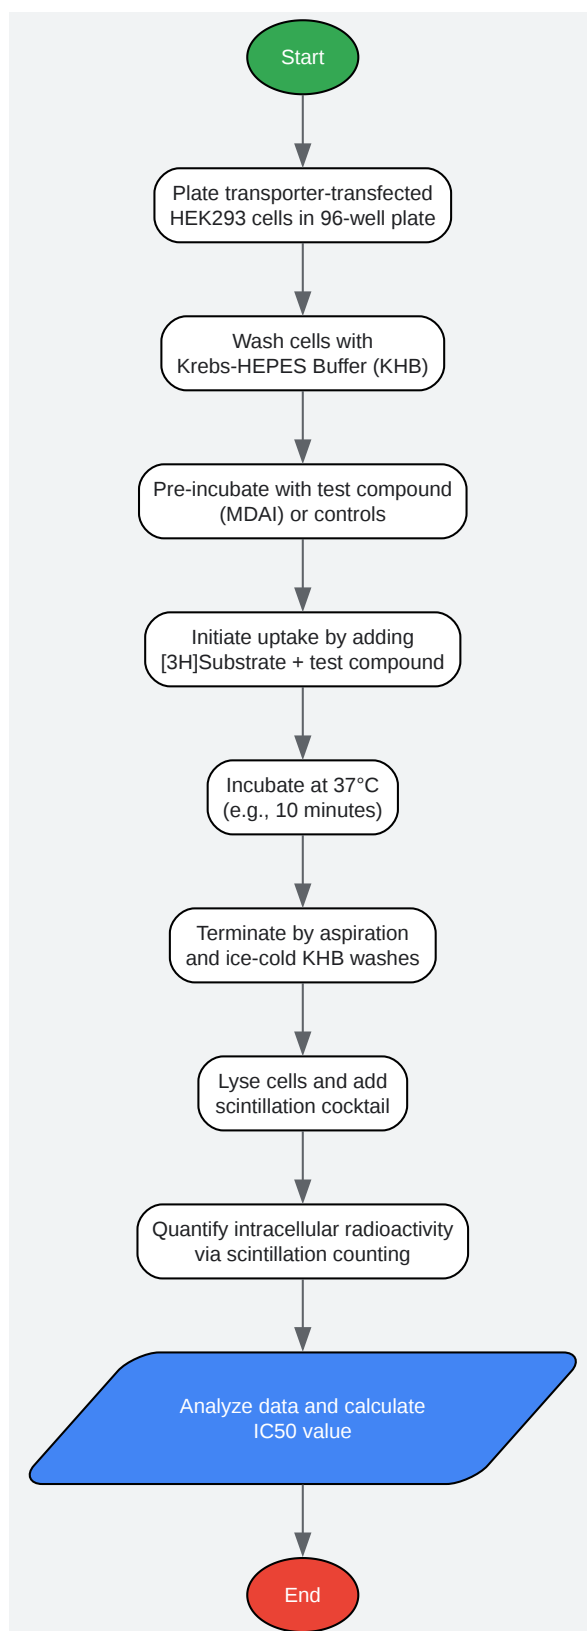 Start
Plate transporter-transfected
HEK293 cells in 96-well plate
Wash cells with
Krebs-HEPES Buffer (KHB)
Pre-incubate with test compound
(MDAI) or controls
Initiate uptake by adding
[3H]Substrate + test compound
Incubate at 37°C
(e.g., 10 minutes)
Terminate by aspiration
and ice-cold KHB washes
Lyse cells and add
scintillation cocktail
Quantify intracellular radioactivity
via scintillation counting
Analyze data and calculate
IC50 value
End